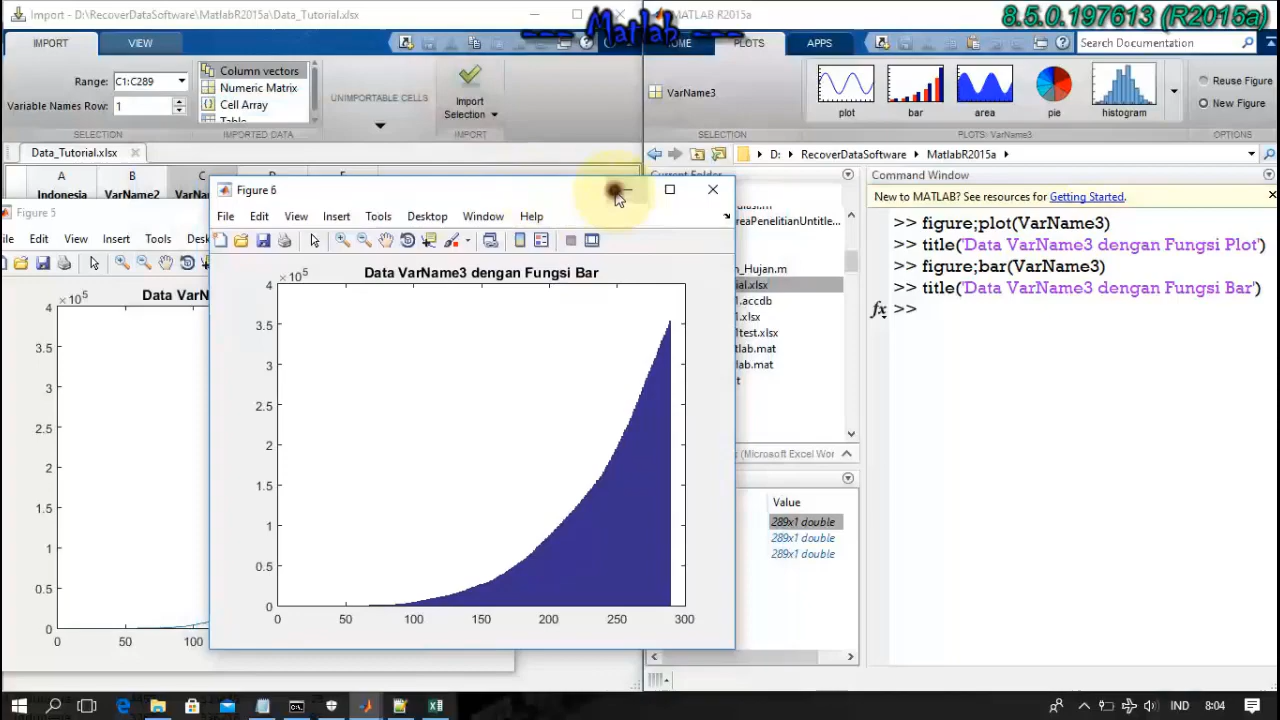 Import - D:\RecoverDataSoftware\MatlabR2015a\Data_Tutorial.xlsx
--- Matlab ---
MATLAB R2015a
8.5.0.197613 (R2015a)
IMPORT
VIEW
HOME
PLOTS
APPS
Search Documentation
Range: C1:C289
Variable Names Row: 1
SELECTION
Column vectors
Numeric Matrix
Cell Array
Table
IMPORTED DATA
UNIMPORTABLE CELLS
Import
Selection
IMPORT
VarName3
SELECTION
plot
bar
area
pie
histogram
PLOTS: VarName3
Reuse Figure
New Figure
OPTIONS
Data_Tutorial.xlsx
D:
RecoverDataSoftware
MatlabR2015a
A
B
C
Indonesia
VarName2
Current Folder
Command Window
New to MATLAB? See resources for Getting Started.
>> figure;plot(VarName3)
>> title('Data VarName3 dengan Fungsi Plot')
>> figure;bar(VarName3)
>> title('Data VarName3 dengan Fungsi Bar')
fx >>
Figure 5
Edit
View
Insert
Tools
× 10^5
Data VarN
4
3.5
3
2.5
2
1.5
1
0.5
0
0
50
100
Figure 6
File
Edit
View
Insert
Tools
Desktop
Window
Help
× 10^5
Data VarName3 dengan Fungsi Bar
4
3.5
3
2.5
2
1.5
1
0.5
0
0
50
100
150
200
250
300
reaPenelitianUntitle...
n_Hujan.m
ial.xlsx
1.accdb
1.xlsx
1test.xlsx
tlab.mat
ab.mat
t
(Microsoft Excel Wor
Value
289x1 double
289x1 double
289x1 double
IND
8:04